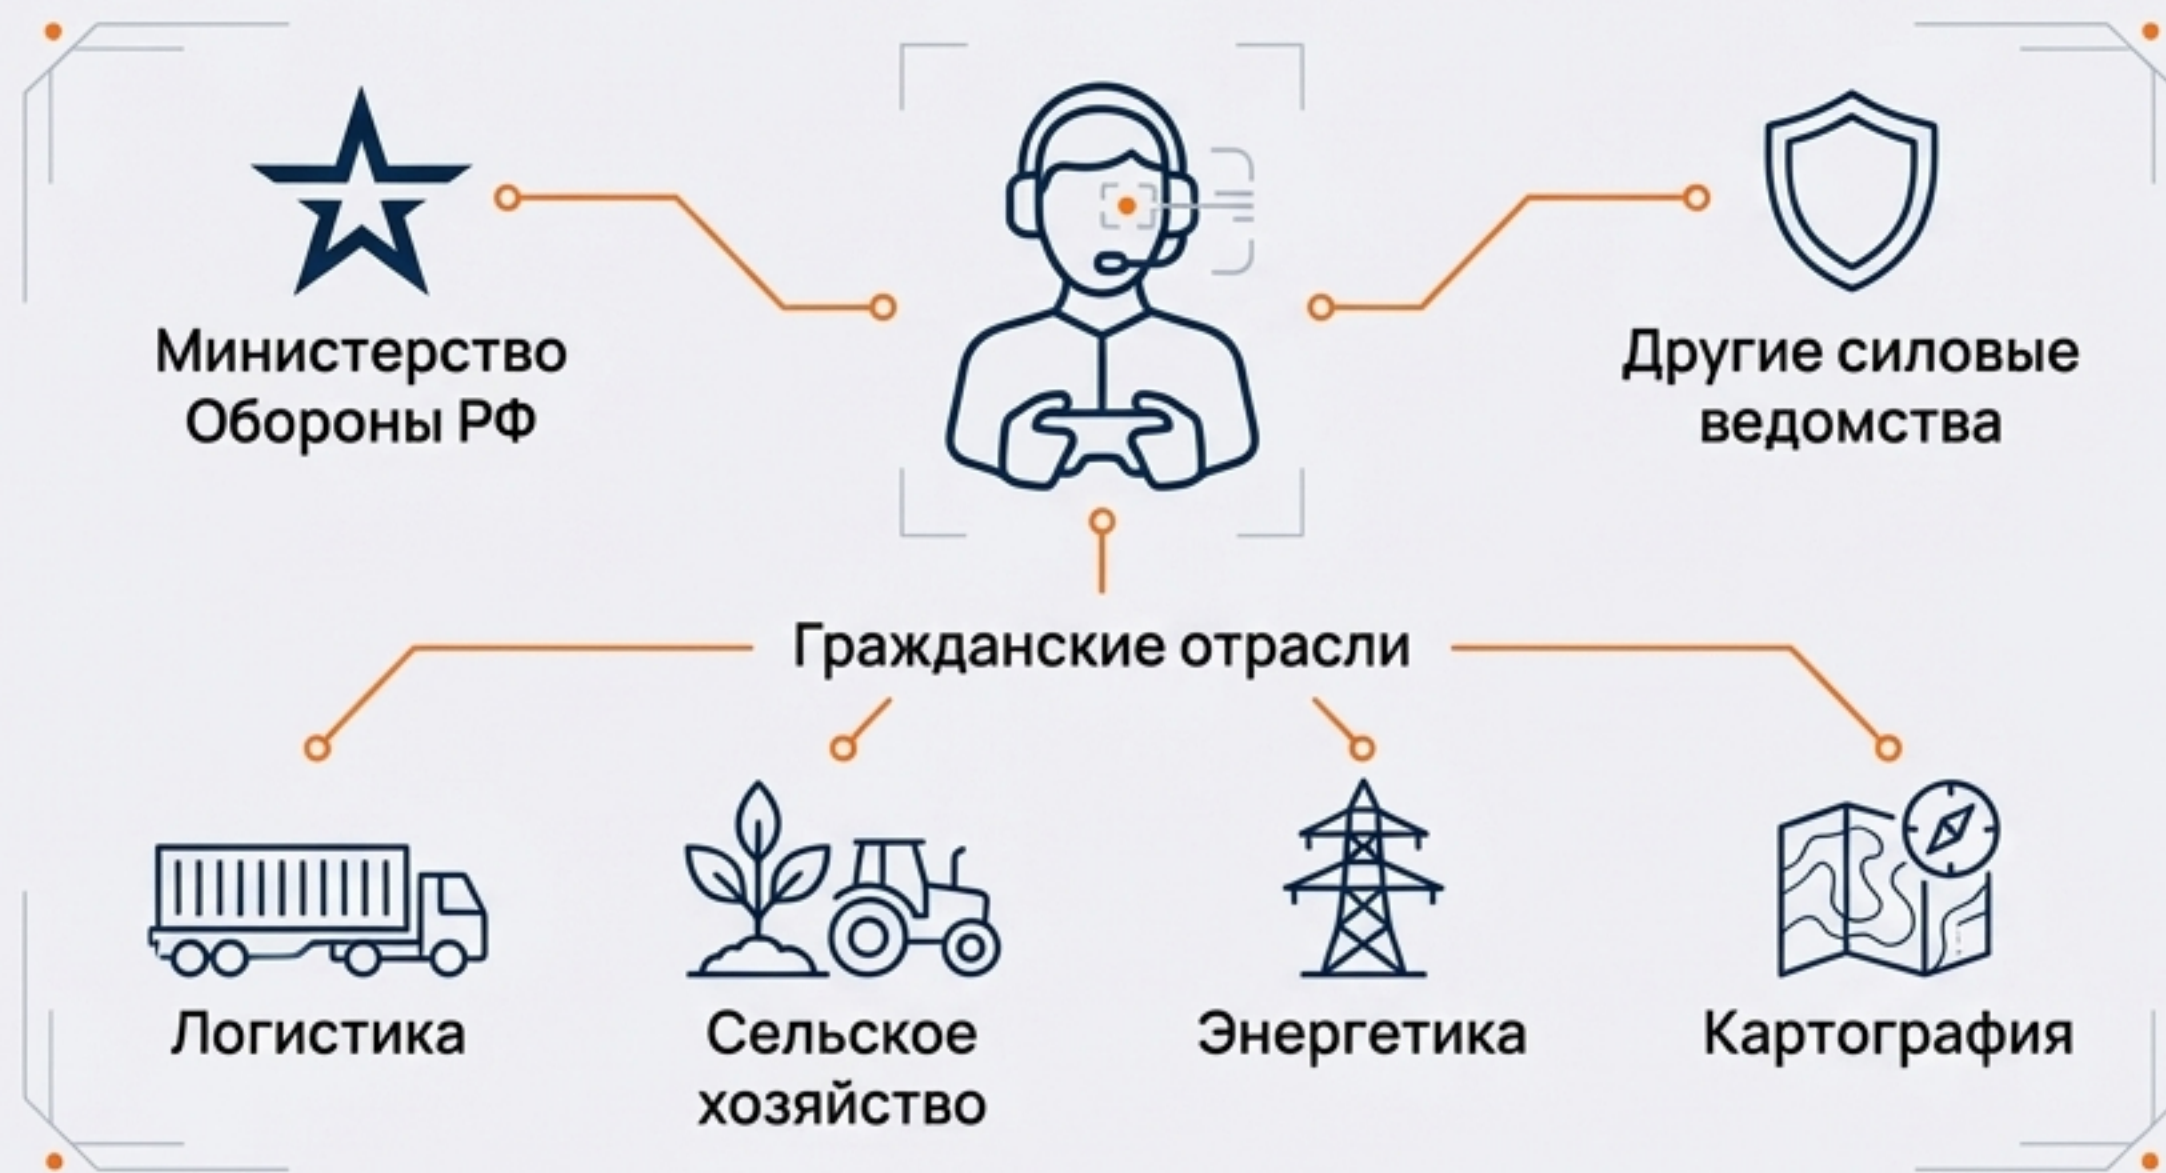 Министерство
Обороны РФ
Другие силовые
ведомства
Гражданские отрасли
Логистика
Сельское
хозяйство
Энергетика
Картография